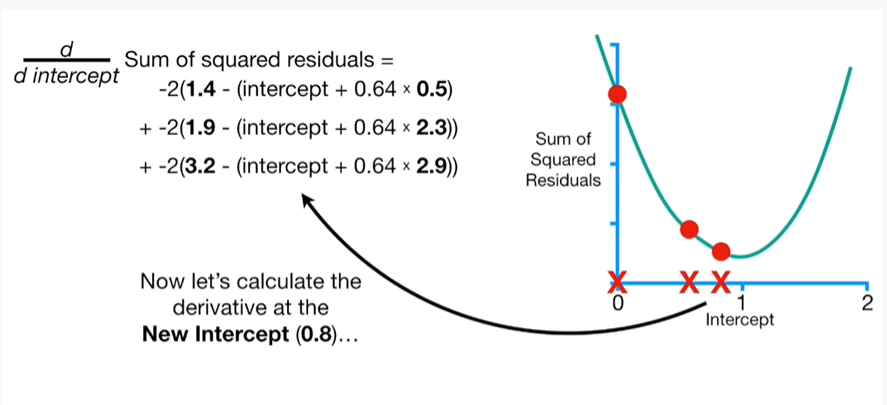 d
d intercept
Sum of squared residuals =
-2(1.4 - (intercept + 0.64 × 0.5)
+ -2(1.9 - (intercept + 0.64 × 2.3))
+ -2(3.2 - (intercept + 0.64 × 2.9))
Now let's calculate the
derivative at the
New Intercept (0.8)…
Sum of
Squared
Residuals
0
1
2
Intercept